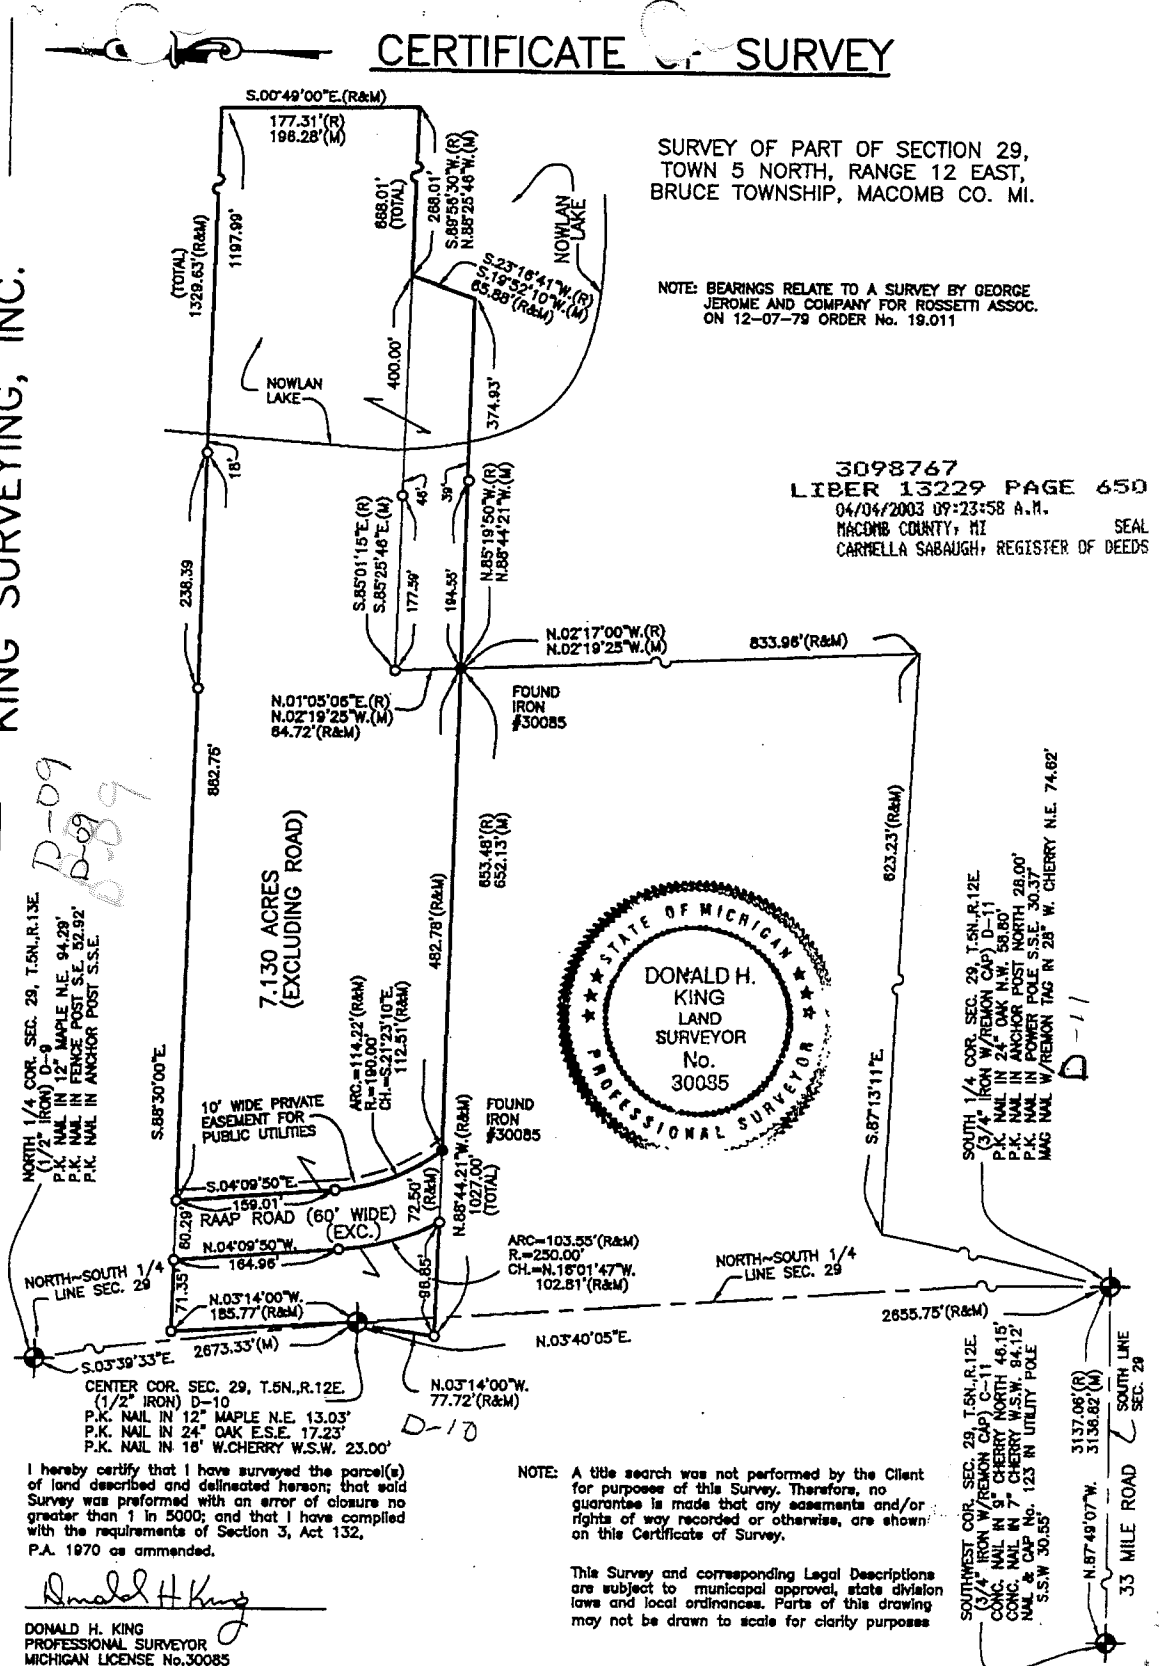 CERTIFICATE OF SURVEY
KING SURVEYING, INC.
S.00°49'00"E.(R&M)
177.31'(R)
196.28'(M)
SURVEY OF PART OF SECTION 29,
TOWN 5 NORTH, RANGE 12 EAST,
BRUCE TOWNSHIP, MACOMB CO. MI.
NOTE: BEARINGS RELATE TO A SURVEY BY GEORGE
JEROME AND COMPANY FOR ROSSETTI ASSOC.
ON 12-07-79 ORDER No. 19.011
(TOTAL)
1329.63'(R&M)
1197.99'
668.01'
(TOTAL)
268.01'
S.89°58'30"W.(R)
N.88°25'46"W.(M)
S.23°16'41"W.(R)
S.19°52'10"W.(M)
65.88'(R&M)
NOWLAN
LAKE
NOWLAN
LAKE
400.00'
374.93'
18'
46'
39'
3098767
LIBER 13229 PAGE 650
04/04/2003 09:23:58 A.M.
MACOMB COUNTY, MI SEAL
CARMELLA SABAUGH, REGISTER OF DEEDS
238.39
S.85°01'15"E.(R)
S.85°25'46"E.(M)
177.59'
194.55'
N.85°19'50"W.(R)
N.88°44'21"W.(M)
N.02°17'00"W.(R)
N.02°19'25"W.(M)
833.96'(R&M)
N.01°05'06"E.(R)
N.02°19'25"W.(M)
64.72'(R&M)
FOUND
IRON
#30085
882.75'
7.130 ACRES
(EXCLUDING ROAD)
653.48'(R)
652.13'(M)
482.78'(R&M)
623.23'(R&M)
D-09
D-09
D-09
NORTH 1/4 COR. SEC. 29, T.5N.,R.13E.
(1/2" IRON) D-9
P.K. NAIL IN 12" MAPLE N.E. 94.29'
P.K. NAIL IN FENCE POST S.E. 52.92'
P.K. NAIL IN ANCHOR POST S.S.E.
STATE OF MICHIGAN
DONALD H.
KING
LAND
SURVEYOR
No.
30085
PROFESSIONAL SURVEYOR
SOUTH 1/4 COR. SEC. 29, T.5N.,R.12E.
(3/4" IRON W/REMON CAP) D-11
P.K. NAIL IN 24" OAK N.W. 58.80'
P.K. NAIL IN ANCHOR POST NORTH 28.00'
P.K. NAIL IN POWER POLE S.S.E. 30.37'
MAG NAIL W/REMON TAG IN 28" W. CHERRY N.E. 74.62'
D-11
S.88°30'00"E.
ARC.=114.22'(R&M)
R.=190.00'
CH.=S.21°23'10"E.
112.51'(R&M)
10' WIDE PRIVATE
EASEMENT FOR
PUBLIC UTILITIES
FOUND
IRON
#30085
S.04°09'50"E.
159.01'
RAAP ROAD (60' WIDE)
(EXC.)
60.29'
N.04°09'50"W.
164.96'
72.50'
(R&M)
N.88°44.21"W.(R&M)
1027.00'
(TOTAL)
S.87°13'11"E.
ARC=103.55'(R&M)
R.=250.00'
CH.=N.16°01'47"W.
102.81'(R&M)
NORTH~SOUTH 1/4
LINE SEC. 29
NORTH~SOUTH 1/4
LINE SEC. 29
71.35'
N.03°14'00"W.
185.77'(R&M)
96.85'
2655.75'(R&M)
S.03°39'33"E.
2673.33'(M)
N.03°40'05"E.
CENTER COR. SEC. 29, T.5N.,R.12E.
(1/2" IRON) D-10
P.K. NAIL IN 12" MAPLE N.E. 13.03'
P.K. NAIL IN 24" OAK E.S.E. 17.23'
P.K. NAIL IN 16' W.CHERRY W.S.W. 23.00'
N.03°14'00"W.
77.72'(R&M)
D-10
I hereby certify that I have surveyed the parcel(s)
of land described and delineated hereon; that said
Survey was preformed with an error of closure no
greater than 1 in 5000; and that I have complied
with the requirements of Section 3, Act 132,
P.A. 1970 as ammended.
Donald H King
DONALD H. KING
PROFESSIONAL SURVEYOR
MICHIGAN LICENSE No.30085
NOTE: A title search was not performed by the Client
for purposes of this Survey. Therefore, no
guarantee is made that any easements and/or
rights of way recorded or otherwise, are shown
on this Certificate of Survey.
This Survey and corresponding Legal Descriptions
are subject to municapal approval, state division
laws and local ordinances. Parts of this drawing
may not be drawn to scale for clarity purposes
SOUTHWEST COR. SEC. 29, T.5N.,R.12E.
(3/4" IRON W/REMON CAP) C-11
CONC. NAIL IN 9" CHERRY NORTH 46.15'
CONC. NAIL IN 7" CHERRY W.S.W. 94.12'
NAIL & CAP No. 123 IN UTILITY POLE
S.S.W 30.55'
N.87°49'07"W.
3137.06'(R)
3136.82'(M)
33 MILE ROAD
SOUTH LINE
SEC. 29